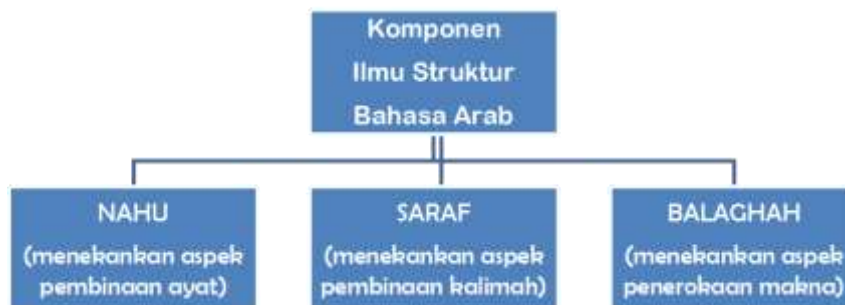 Komponen
Ilmu Struktur
Bahasa Arab
NAHU
(menekankan aspek
pembinaan ayat)
SARAF
(menekankan aspek
pembinaan kalimah)
BALAGHAH
(menekankan aspek
penerokaan makna)